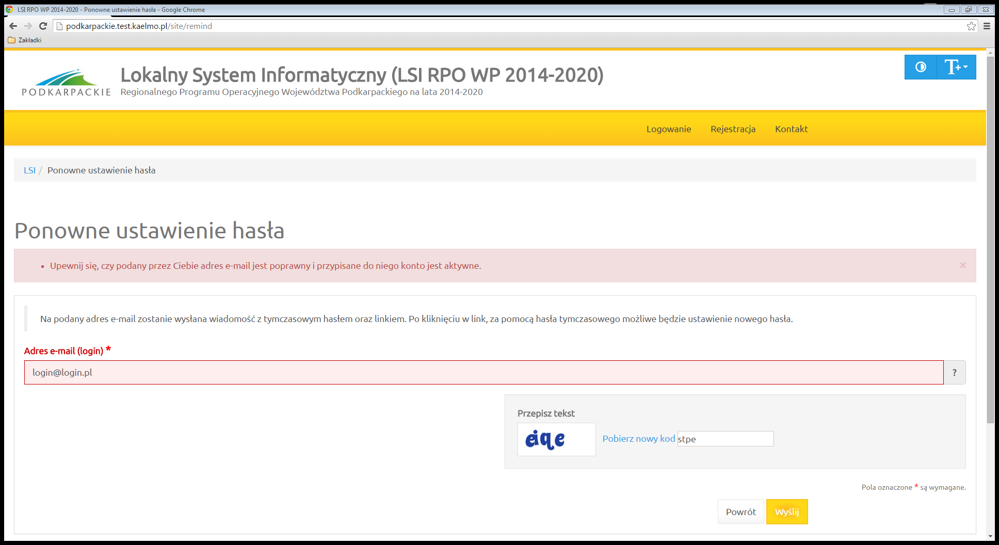 LSI RPO WP 2014-2020 - Ponowne ustawienie hasła - Google Chrome
podkarpackie.test.kaelmo.pl/site/remind
Zakładki
PODKARPACKIE
Lokalny System Informatyczny (LSI RPO WP 2014-2020)
Regionalnego Programu Operacyjnego Województwa Podkarpackiego na lata 2014-2020
T+
Logowanie Rejestracja Kontakt
LSI / Ponowne ustawienie hasła
Ponowne ustawienie hasła
• Upewnij się, czy podany przez Ciebie adres e-mail jest poprawny i przypisane do niego konto jest aktywne. ×
Na podany adres e-mail zostanie wysłana wiadomość z tymczasowym hasłem oraz linkiem. Po kliknięciu w link, za pomocą hasła tymczasowego możliwe będzie ustawienie nowego hasła.
Adres e-mail (login) *
login@login.pl ?
Przepisz tekst
Pobierz nowy kod stpe
Pola oznaczone * są wymagane.
Powrót Wyślij